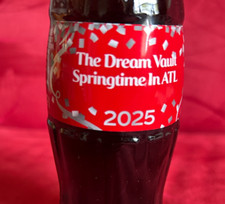 The Dream Vault
Springtime In ATL
2025